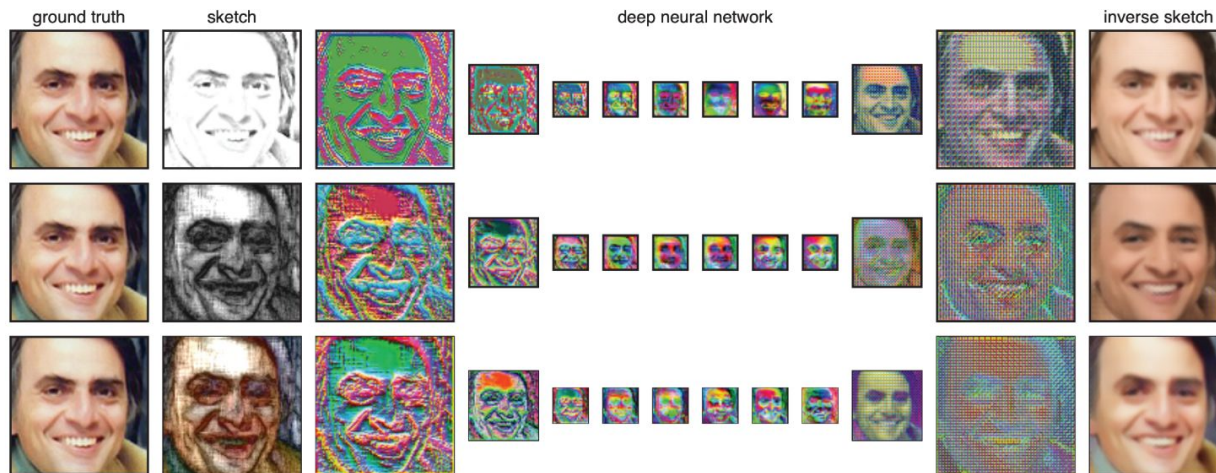 ground truth
sketch
deep neural network
inverse sketch